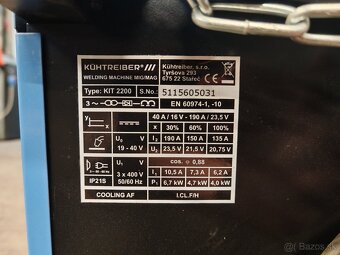 KÜHTREIBER
WELDING MACHINE MIG/MAG
Kühtreiber, s.r.o.
Tyršova 293
675 22 Stařeč
CE
Type: KIT 2200
S.No.: 5115605031
3~
EN 60974-1, -10
40 A / 16 V - 190 A / 23,5 V
X 30% 60% 100%
U₀ 19 - 40 V
I₂ 190 A 150 A 135 A
U₂ 23,5 V 21,5 V 20,75 V
U₁ 3 x 400 V 50/60 Hz
cos. φ 0,88
I₁ 10,5 A 7,3 A 6,2 A
IP21S
P₁ 6,7 kW 4,7 kW 4,0 kW
COOLING AF
I.CL.F/H
bazos.sk